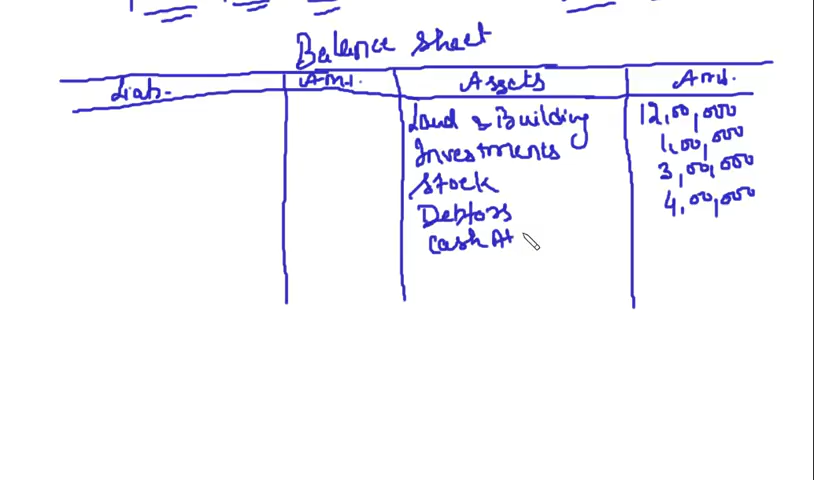 Balance Sheet
Liab. Amt. Assets Amt.
Land & Building 12,00,000
Investments 1,00,000
Stock 3,00,000
Debtors 4,00,000
Cash At